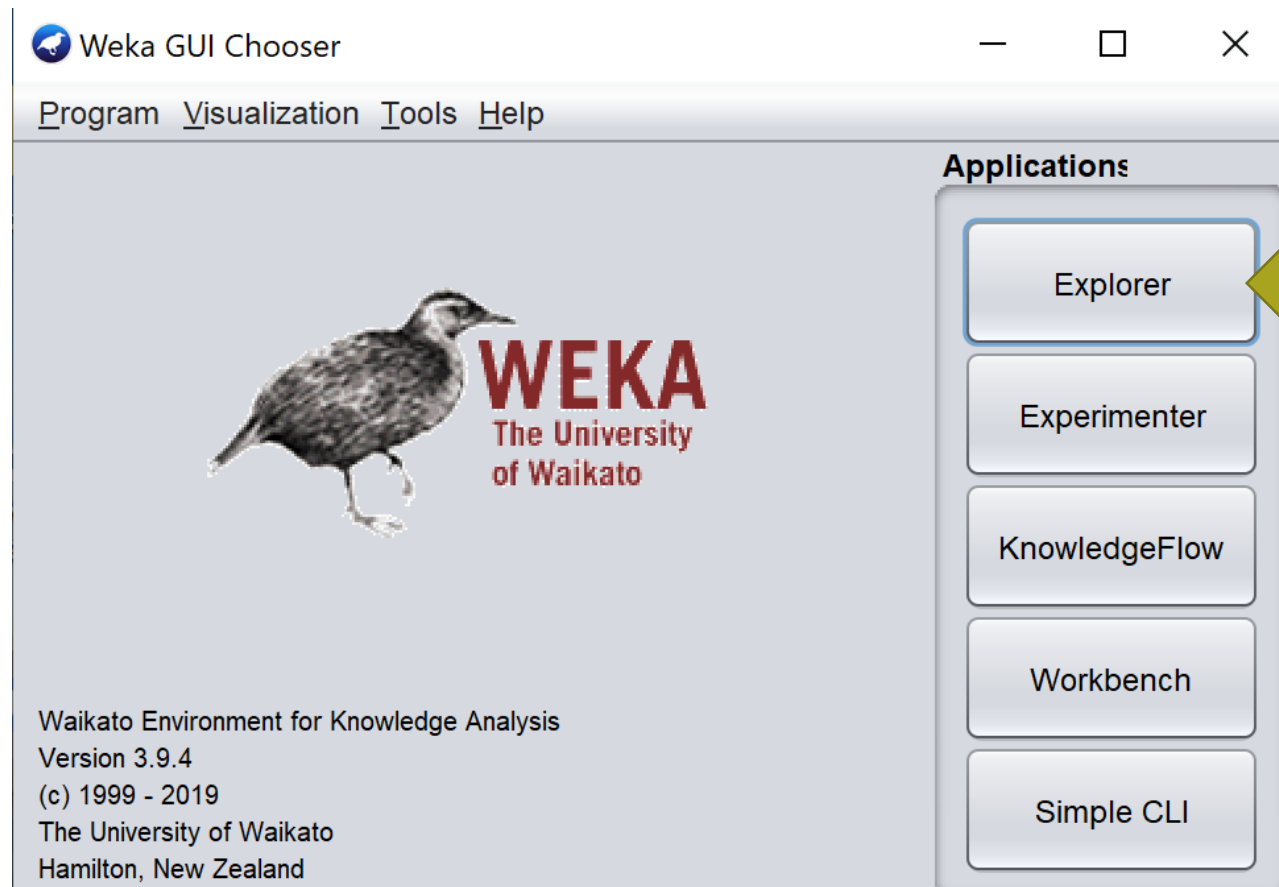 Weka GUI Chooser
Program Visualization Tools Help
Applications
WEKA
The University
of Waikato
Explorer
Experimenter
KnowledgeFlow
Workbench
Simple CLI
Waikato Environment for Knowledge Analysis
Version 3.9.4
(c) 1999 - 2019
The University of Waikato
Hamilton, New Zealand